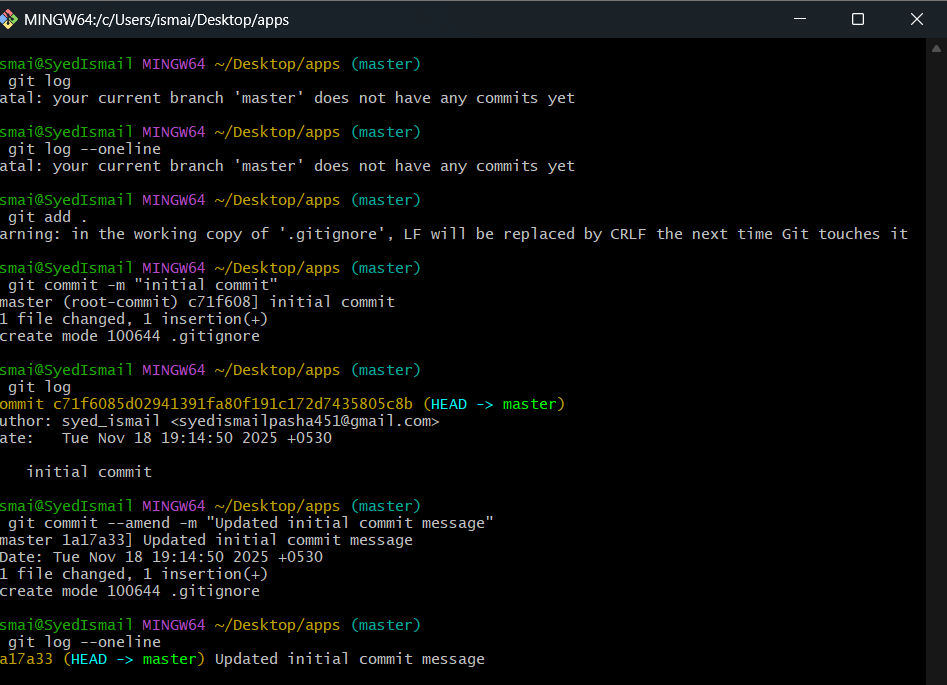 MINGW64:/c/Users/ismai/Desktop/apps
smai@SyedIsmail MINGW64 ~/Desktop/apps (master)
git log
atal: your current branch 'master' does not have any commits yet
smai@SyedIsmail MINGW64 ~/Desktop/apps (master)
git log --oneline
atal: your current branch 'master' does not have any commits yet
smai@SyedIsmail MINGW64 ~/Desktop/apps (master)
git add .
arning: in the working copy of '.gitignore', LF will be replaced by CRLF the next time Git touches it
smai@SyedIsmail MINGW64 ~/Desktop/apps (master)
git commit -m "initial commit"
master (root-commit) c71f608] initial commit
1 file changed, 1 insertion(+)
create mode 100644 .gitignore
smai@SyedIsmail MINGW64 ~/Desktop/apps (master)
git log
ommit c71f6085d02941391fa80f191c172d7435805c8b (HEAD -> master)
uthor: syed_ismail <syedismailpasha451@gmail.com>
ate:   Tue Nov 18 19:14:50 2025 +0530
initial commit
smai@SyedIsmail MINGW64 ~/Desktop/apps (master)
git commit --amend -m "Updated initial commit message"
master 1a17a33] Updated initial commit message
Date: Tue Nov 18 19:14:50 2025 +0530
1 file changed, 1 insertion(+)
create mode 100644 .gitignore
smai@SyedIsmail MINGW64 ~/Desktop/apps (master)
git log --oneline
a17a33 (HEAD -> master) Updated initial commit message